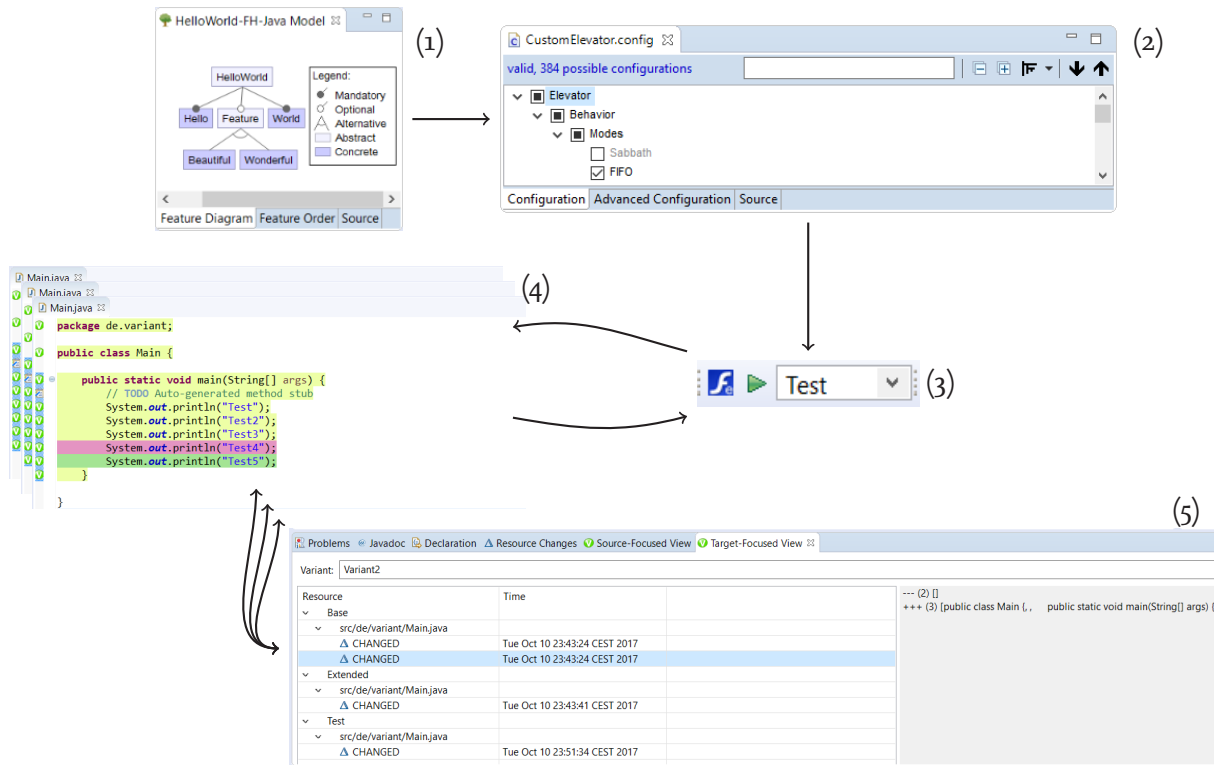 HelloWorld-FH-Java Model
(1)
HelloWorld
Hello
Feature
World
Beautiful
Wonderful
Legend:
Mandatory
Optional
Alternative
Abstract
Concrete
Feature Diagram
Feature Order
Source
CustomElevator.config
(2)
valid, 384 possible configurations
Elevator
Behavior
Modes
Sabbath
FIFO
Configuration
Advanced Configuration
Source
Test
(3)
(4)
Main.java
Main.java
Main.java
package de.variant;
public class Main {
public static void main(String[] args) {
// TODO Auto-generated method stub
System.out.println("Test");
System.out.println("Test2");
System.out.println("Test3");
System.out.println("Test4");
System.out.println("Test5");
}
}
(5)
Problems @ Javadoc Declaration Resource Changes Source-Focused View Target-Focused View
Variant: Variant2
Resource Time
Base
src/de/variant/Main.java
CHANGED Tue Oct 10 23:43:24 CEST 2017
CHANGED Tue Oct 10 23:43:24 CEST 2017
Extended
src/de/variant/Main.java
CHANGED Tue Oct 10 23:43:41 CEST 2017
Test
src/de/variant/Main.java
CHANGED Tue Oct 10 23:51:34 CEST 2017
--- (2) []
+++ (3) [public class Main {, , public static void main(String[] args) {